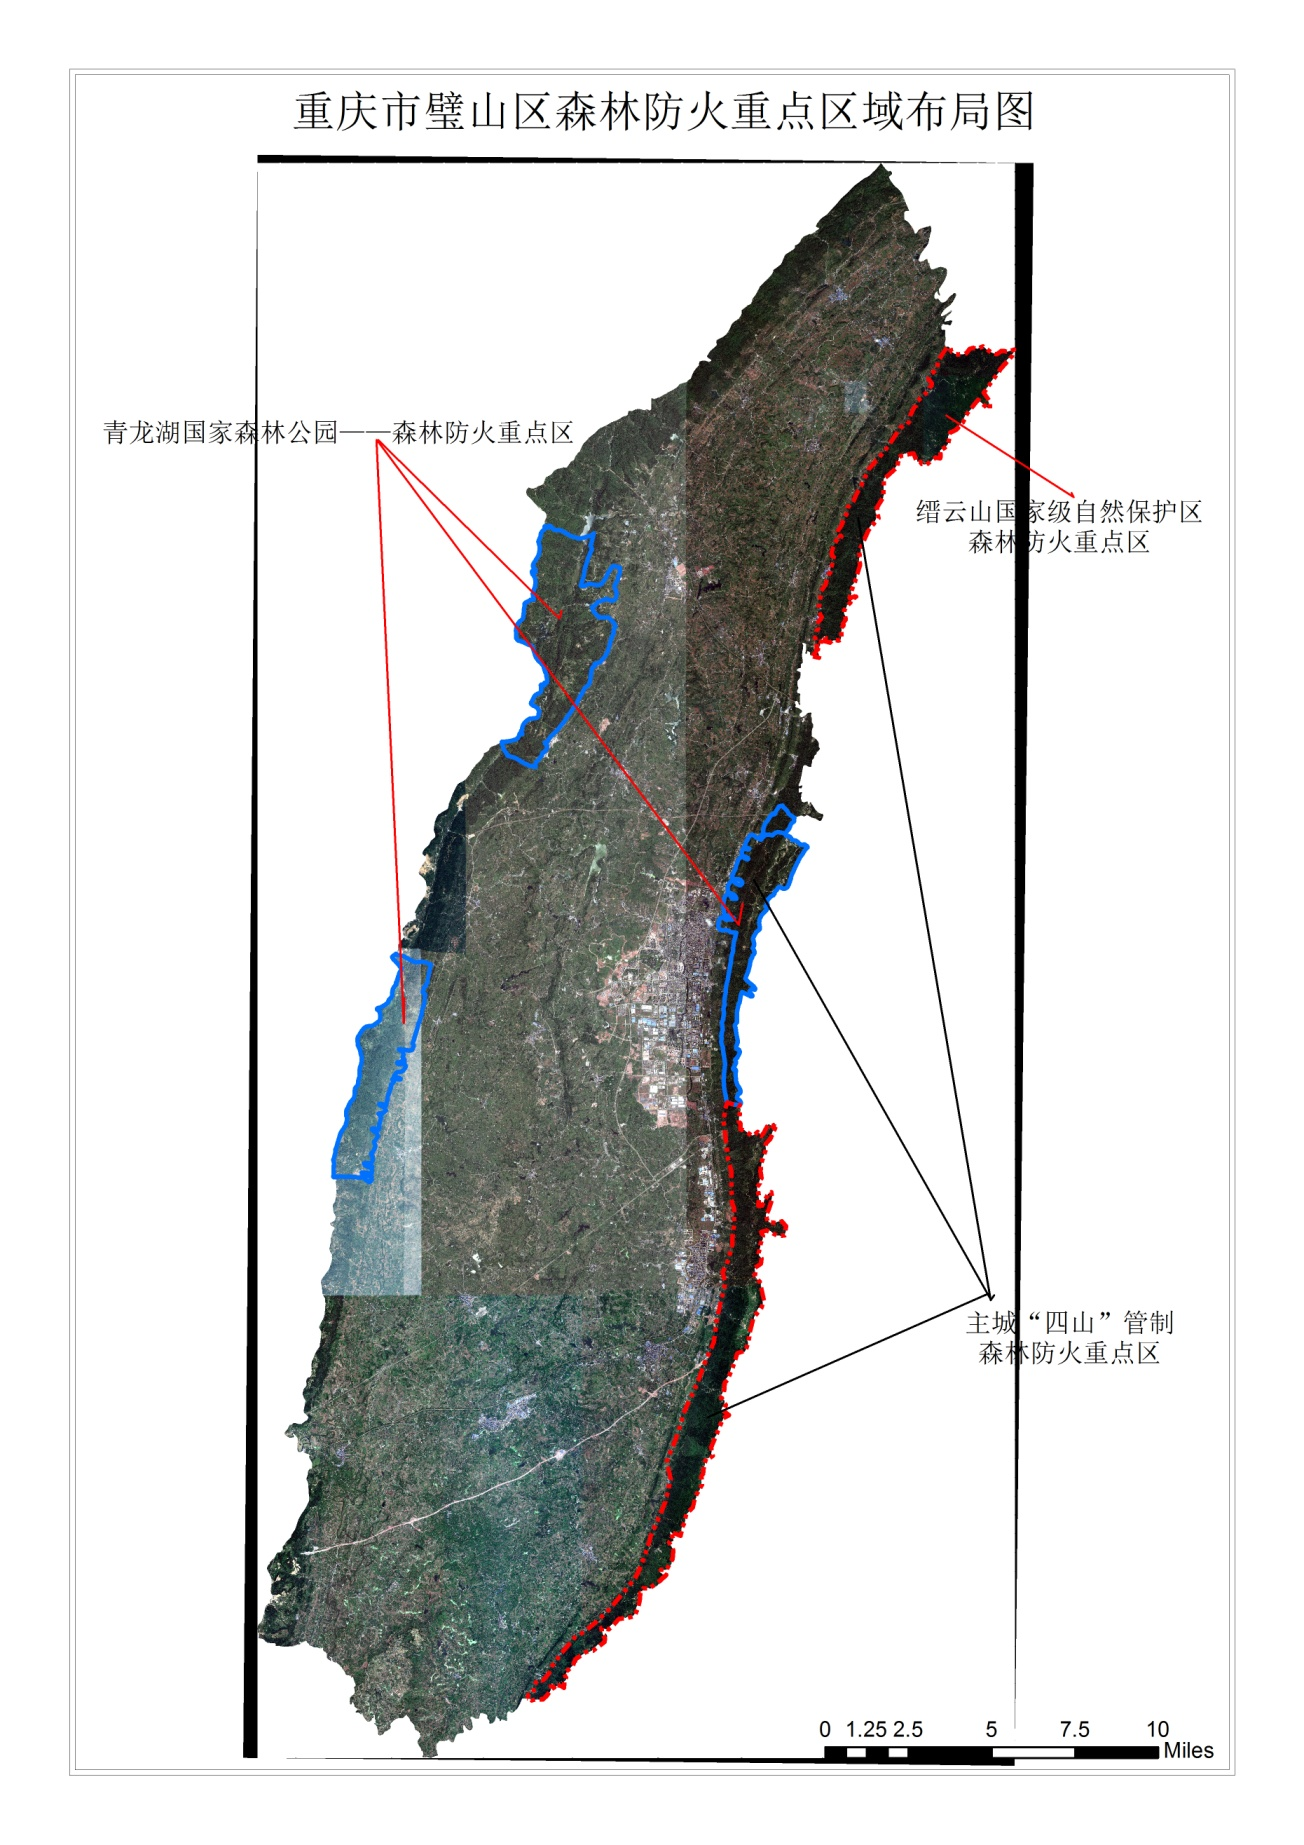 重庆市璧山区森林防火重点区域布局图
青龙湖国家森林公园——森林防火重点区
缙云山国家级自然保护区
森林防火重点区
主城“四山”管制
森林防火重点区
0 1.25 2.5 5 7.5 10
Miles